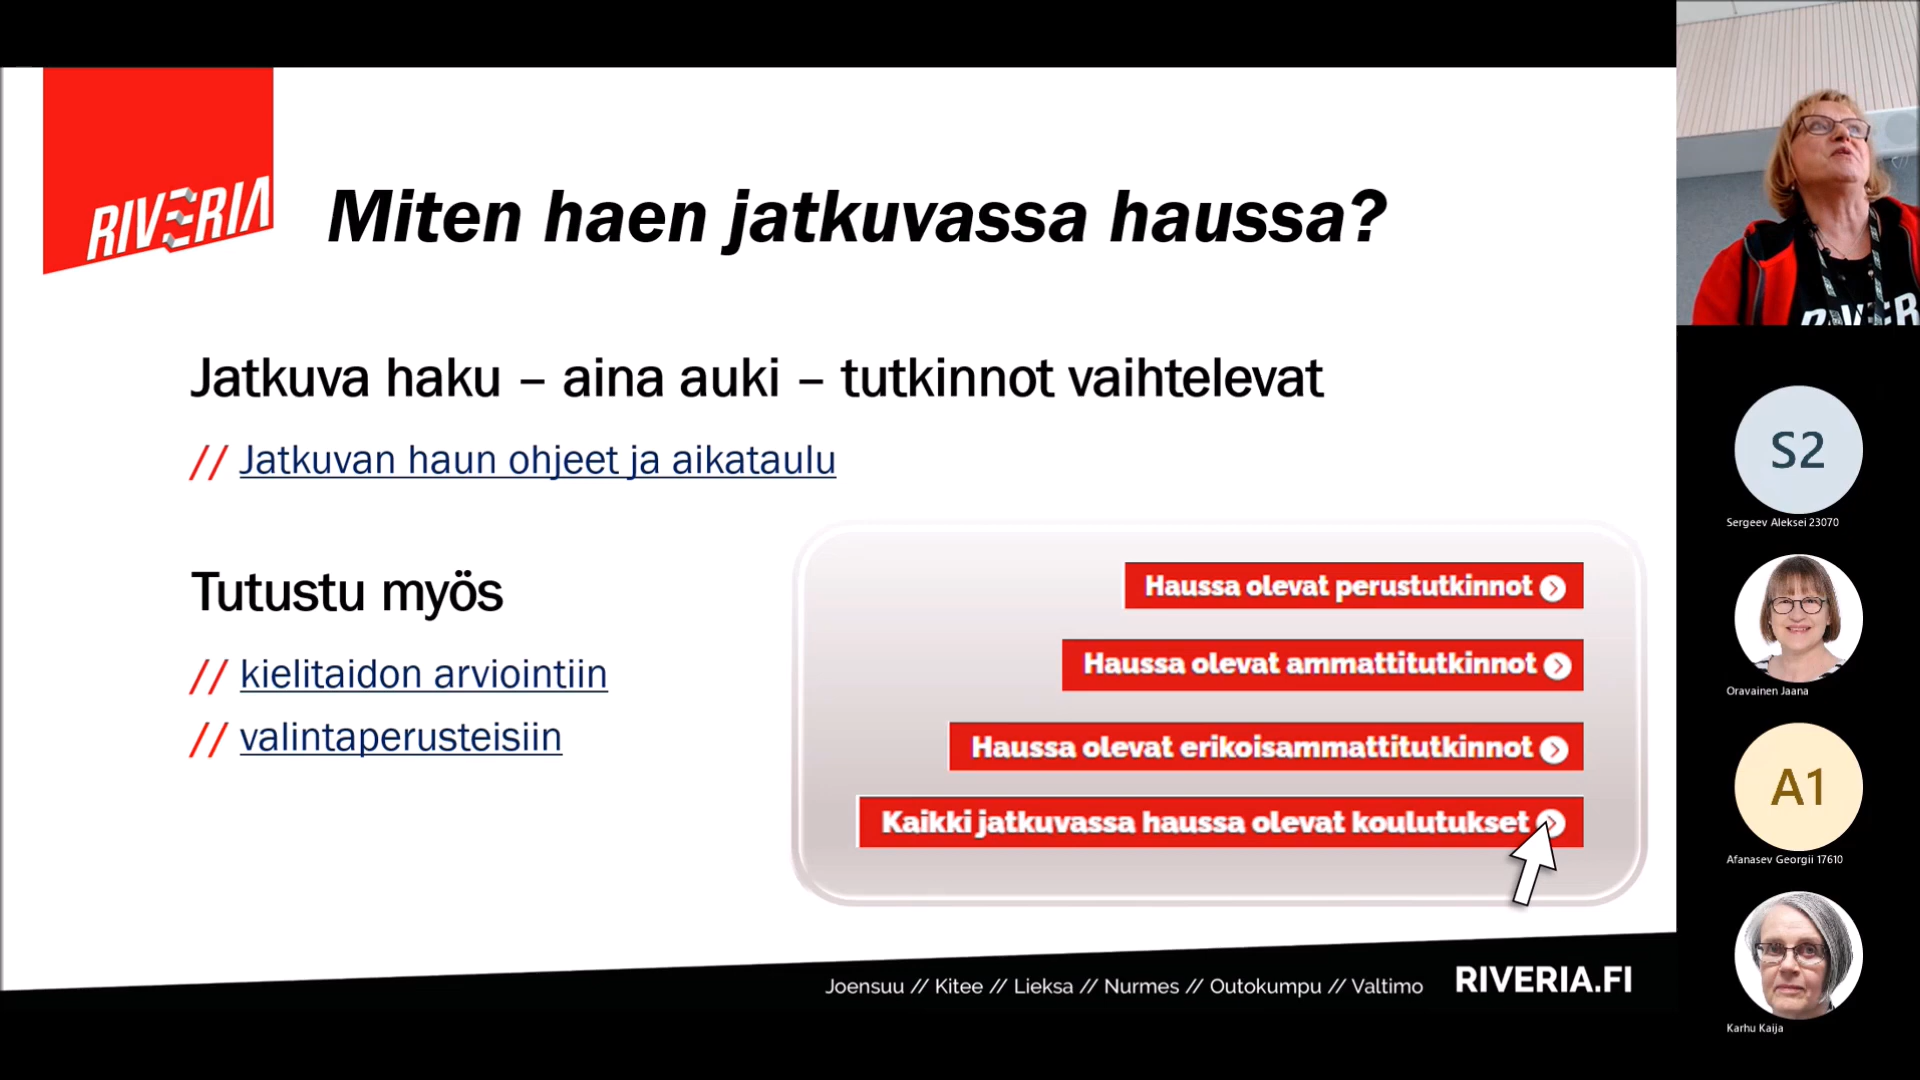 RIVERIA
Miten haen jatkuvassa haussa?
Jatkuva haku – aina auki – tutkinnot vaihtelevat
// Jatkuvan haun ohjeet ja aikataulu
Tutustu myös
// kielitaidon arviointiin
// valintaperusteisiin
Haussa olevat perustutkinnot
Haussa olevat ammattitutkinnot
Haussa olevat erikoisammattitutkinnot
Kaikki jatkuvassa haussa olevat koulutukset
Joensuu // Kitee // Lieksa // Nurmes // Outokumpu // Valtimo
RIVERIA.FI
S2
Sergeev Aleksei 23070
Oravainen Jaana
A1
Afanasev Georgii 17610
Karhu Kaija